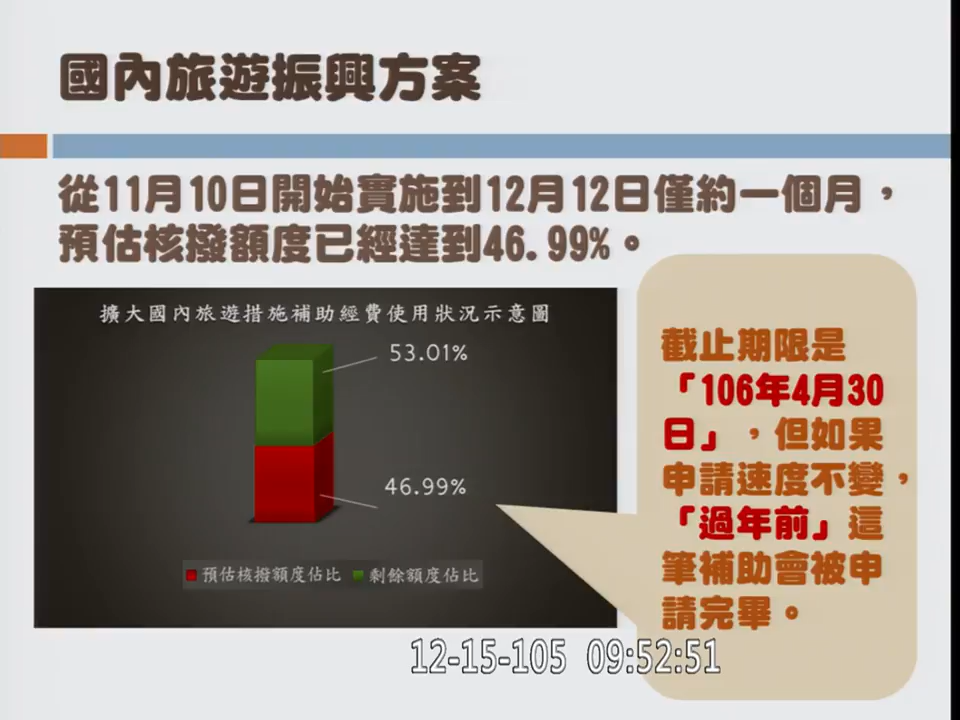 國內旅遊振興方案
從11月10日開始實施到12月12日僅約一個月，
預估核撥額度已經達到46.99%。
擴大國內旅遊措施補助經費使用狀況示意圖
53.01%
46.99%
預估核撥額度佔比 剩餘額度佔比
截止期限是
「106年4月30
日」，但如果
申請速度不變，
「過年前」這
筆補助會被申
請完畢。
12-15-105 09:52:51